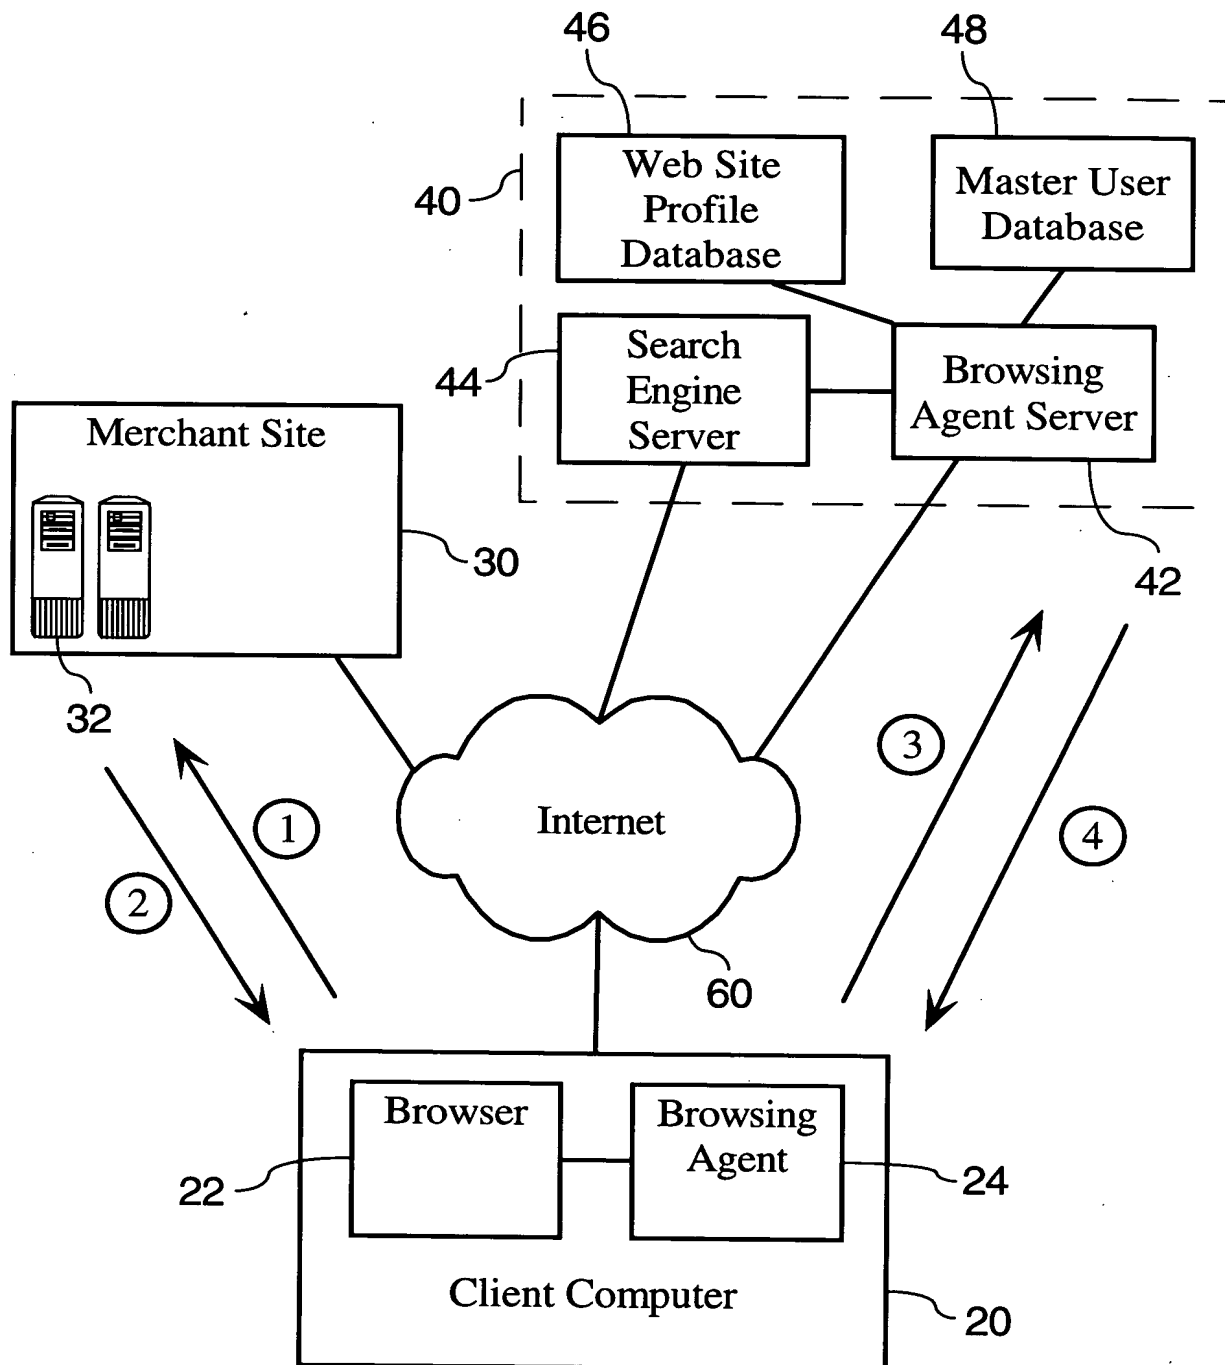 46
48
Web Site
Profile
Database
Master User
Database
40
44
Search
Engine
Server
Browsing
Agent Server
Merchant Site
30
42
32
3
1
Internet
4
2
60
Browser
Browsing
Agent
22
24
Client Computer
20